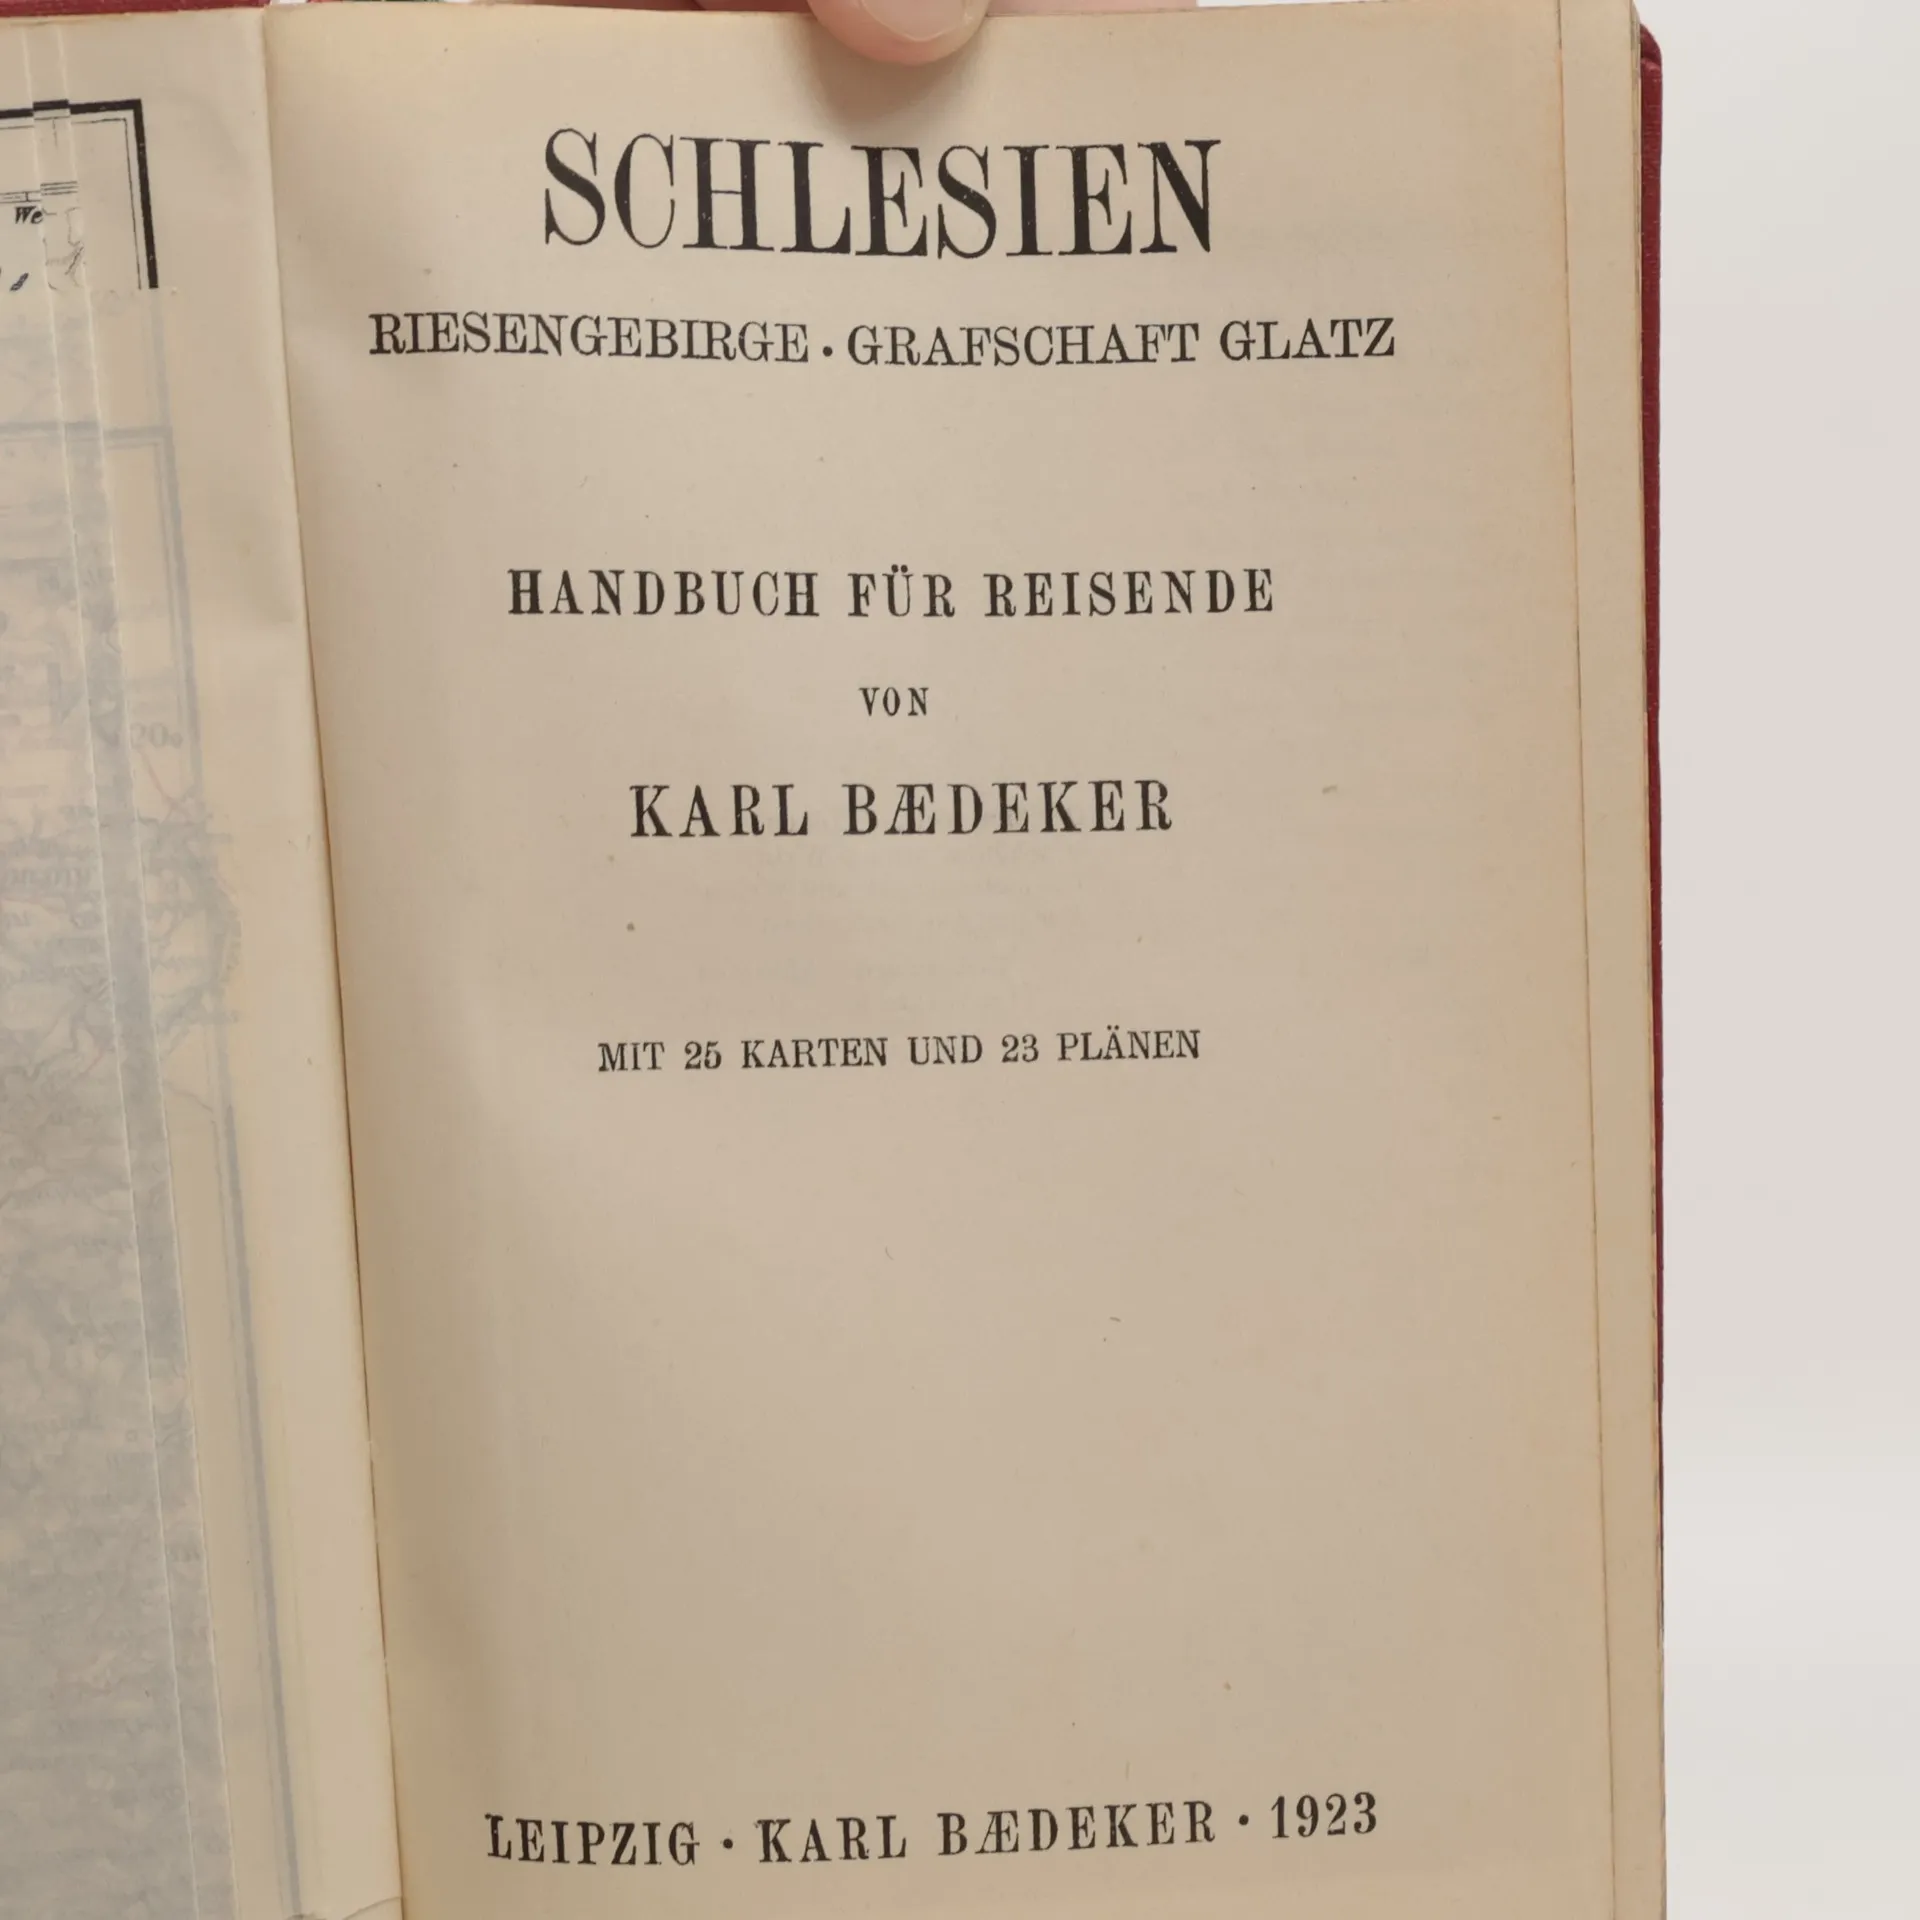 We
SCHLESIEN
RIESENGEBIRGE · GRAFSCHAFT GLATZ
HANDBUCH FÜR REISENDE
VON
KARL BÆDEKER
MIT 25 KARTEN UND 23 PLÄNEN
LEIPZIG · KARL BÆDEKER · 1923